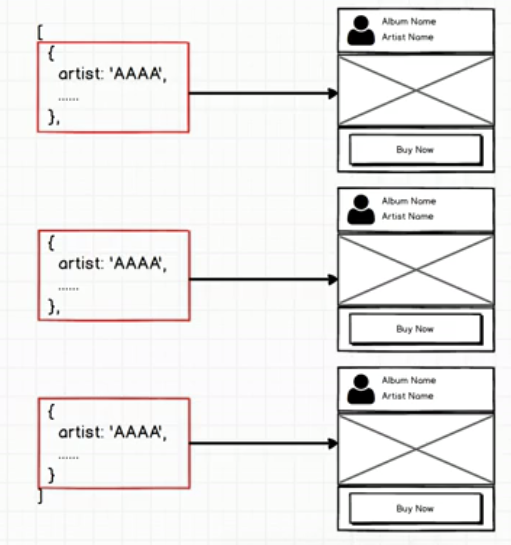 [
{
artist: 'AAAA',
......
},
Album Name
Artist Name
Buy Now
{
artist: 'AAAA',
......
},
Album Name
Artist Name
Buy Now
{
artist: 'AAAA',
......
}
]
Album Name
Artist Name
Buy Now